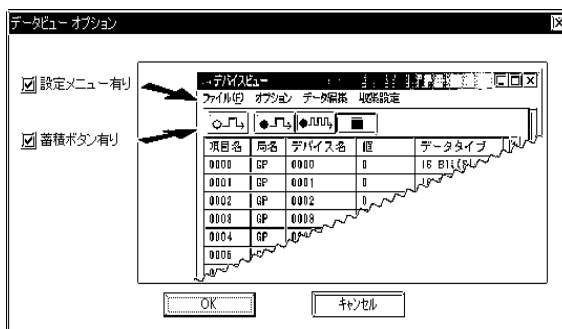 データビュー オプション
設定メニュー有り
蓄積ボタン有り
デバイスビュー
ファイル(F) オプション データ編集 収集設定
項目名 局名 デバイス名 値 データタイプ
0000 GP 0000 0 16 Bit
0001 GP 0001 0
0002 GP 0002 0
0003 GP 0003
0004 GP
0005
OK キャンセル